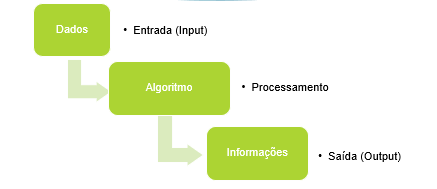 Dados
• Entrada (Input)
Algoritmo
• Processamento
Informações
• Saída (Output)